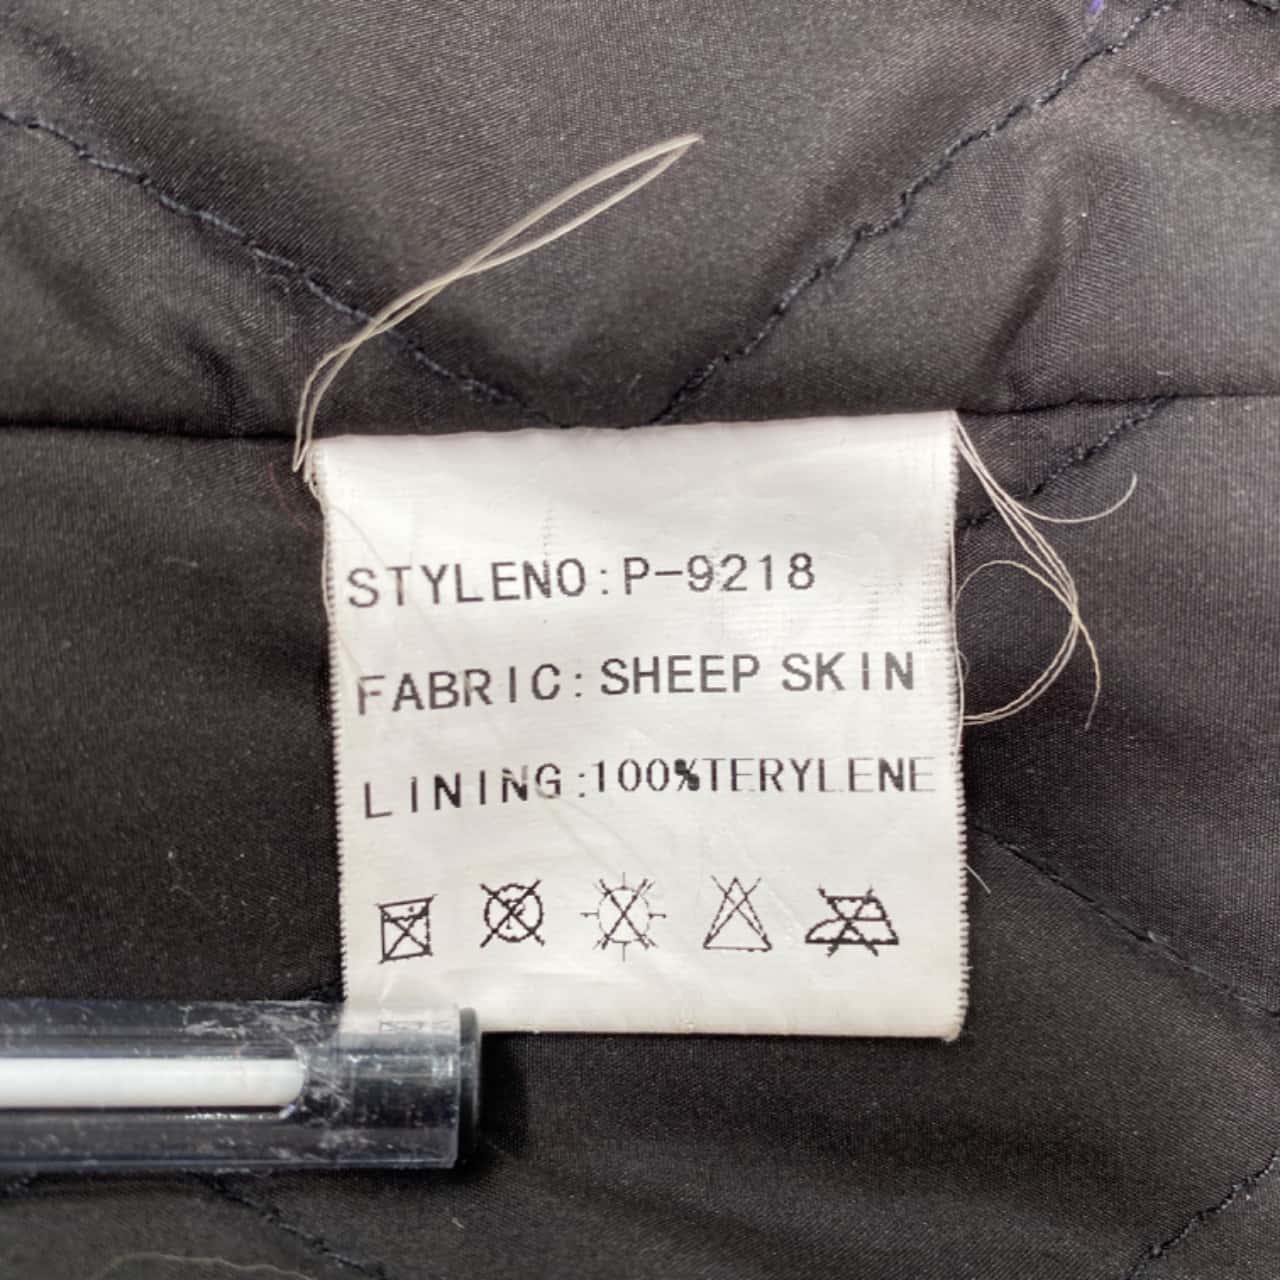 STYLENO:P-9218
FABRIC:SHEEP SKIN
LINING:100%TERYLENE